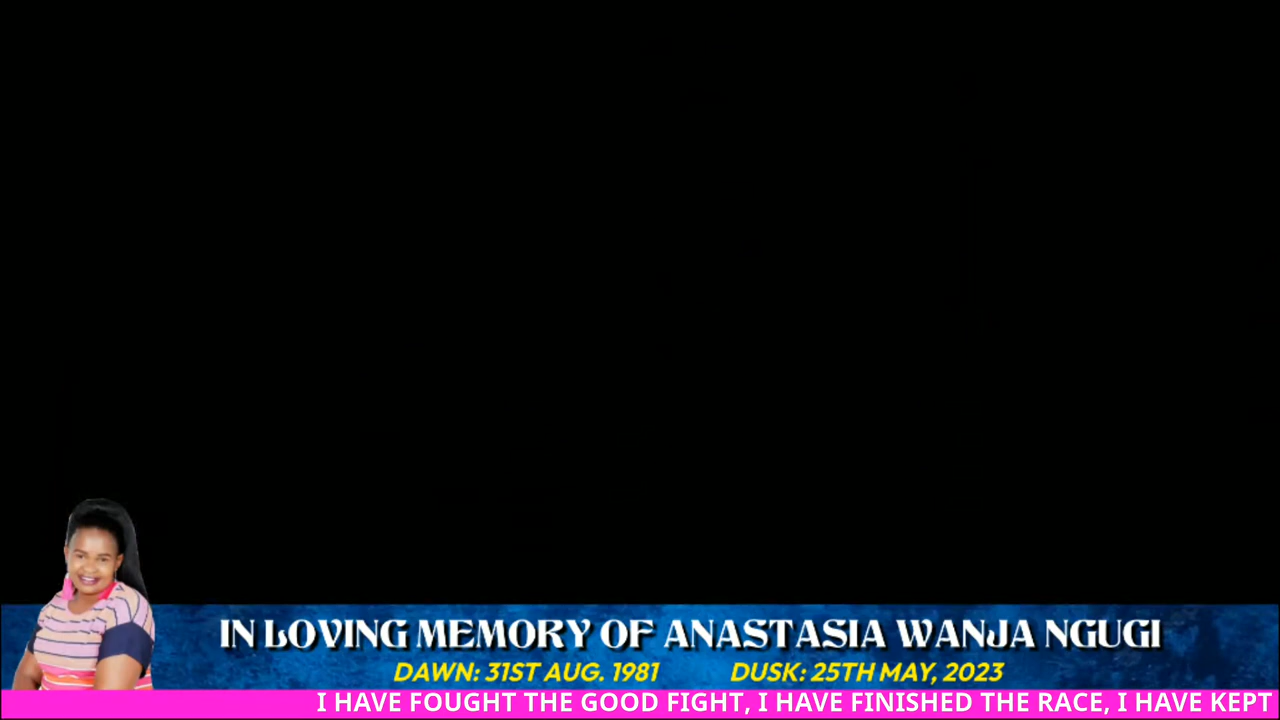 IN LOVING MEMORY OF ANASTASIA WANJA NGUGI
DAWN: 31ST AUG. 1981 DUSK: 25TH MAY, 2023
I HAVE FOUGHT THE GOOD FIGHT, I HAVE FINISHED THE RACE, I HAVE KEPT